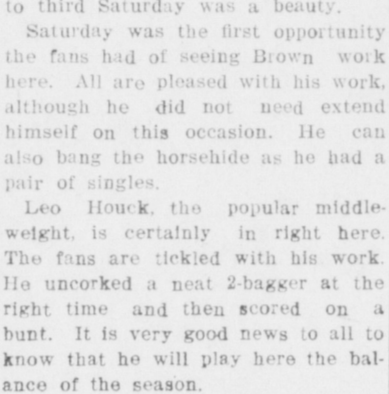 to third Saturday was a beauty.
Saturday was the first opportunity
the fans had of seeing Brown work
here. All are pleased with his work,
although he did not need extend
himself on this occasion. He can
also bang the horsehide as he had a
pair of singles.
Leo Houck, the popular middle-
weight, is certainly in right here.
The fans are tickled with his work.
He uncorked a neat 2-bagger at the
right time and then scored on a
bunt. It is very good news to all to
know that he will play here the bal-
ance of the season.